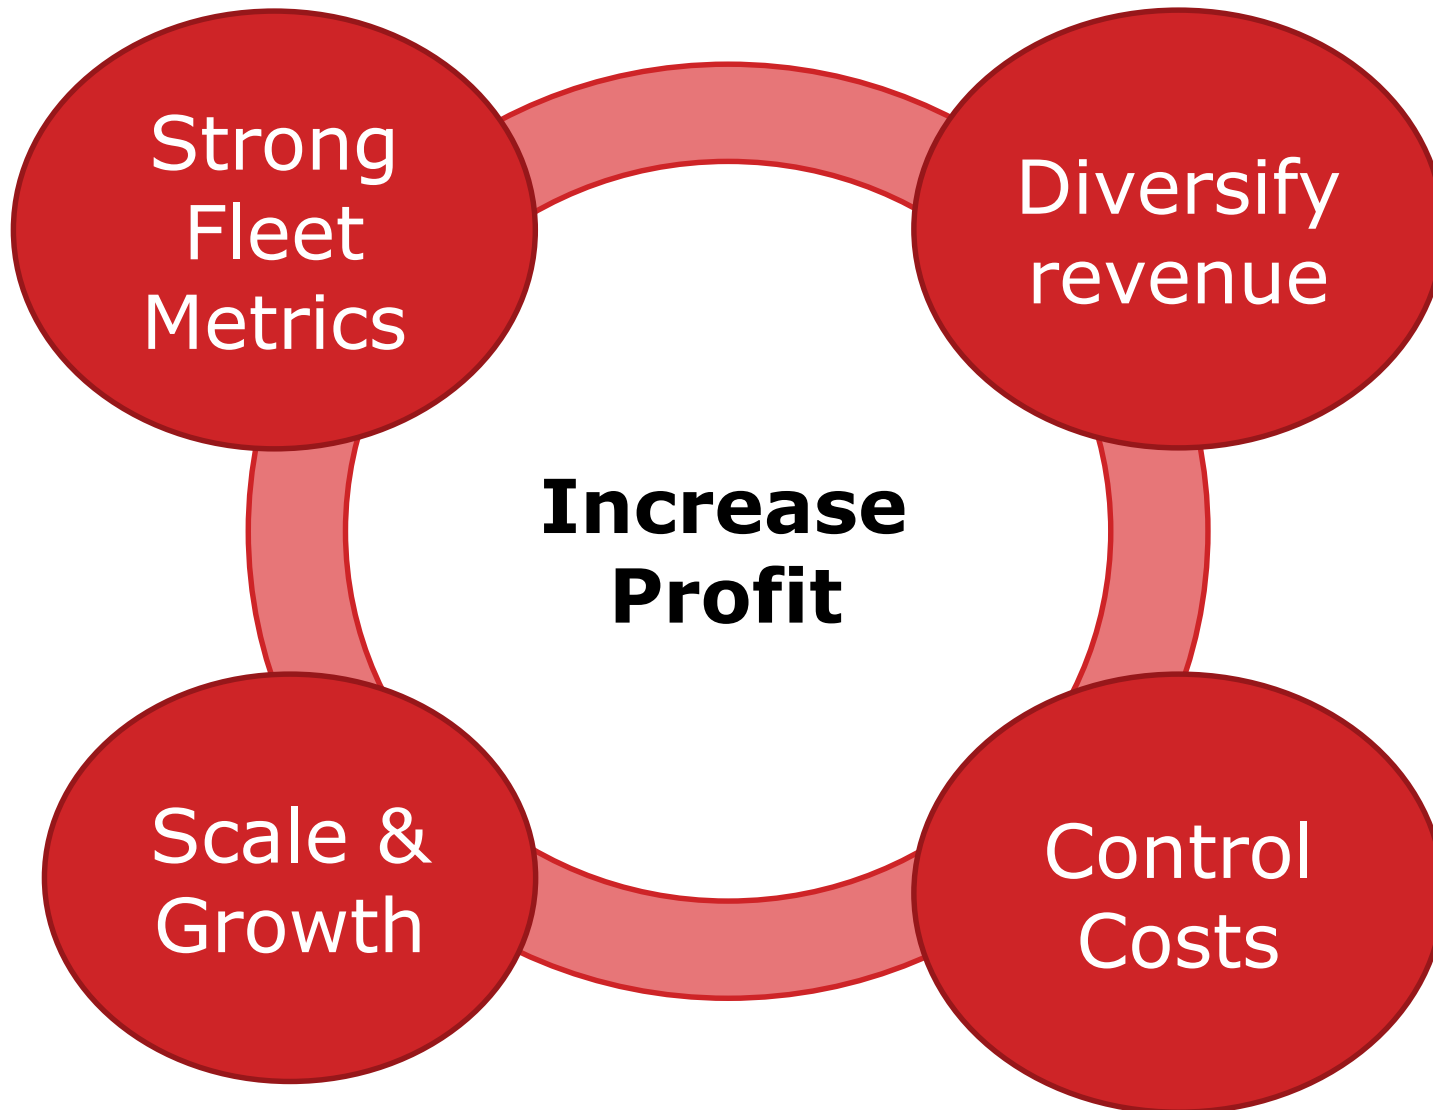 Strong
Fleet
Metrics
Diversify
revenue
Increase
Profit
Scale &
Growth
Control
Costs